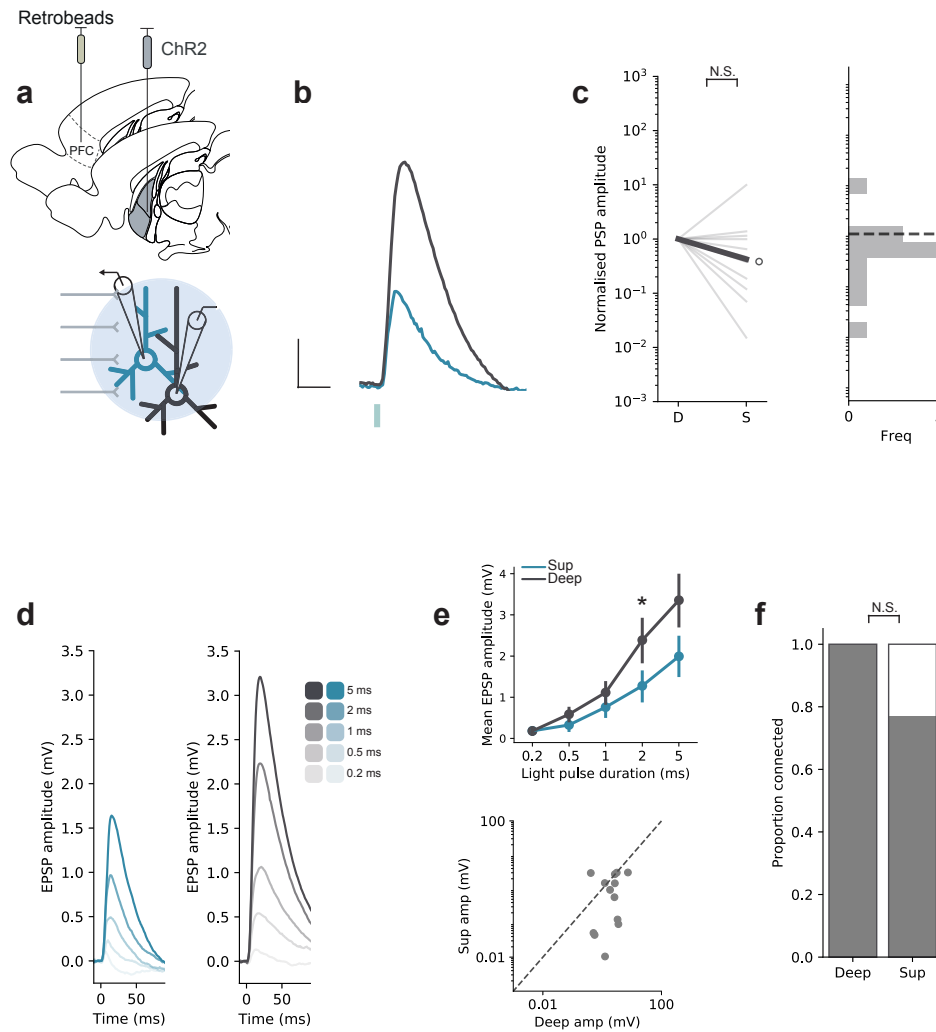 Retrobeads
ChR2
a
PFC
b
c
N.S.
Normalised PSP amplitude
10³
10²
10¹
10⁰
10⁻¹
10⁻²
10⁻³
D
S
0
Freq
d
EPSP amplitude (mV)
3.5
3.0
2.5
2.0
1.5
1.0
0.5
0.0
0
50
Time (ms)
EPSP amplitude (mV)
3.5
3.0
2.5
2.0
1.5
1.0
0.5
0.0
0
50
Time (ms)
5 ms
2 ms
1 ms
0.5 ms
0.2 ms
e
Sup
Deep
*
Mean EPSP amplitude (mV)
4
3
2
1
0
0.2
0.5
1
2
5
Light pulse duration (ms)
Sup amp (mV)
100
0.01
0.01
100
Deep amp (mV)
f
N.S.
Proportion connected
1.0
0.8
0.6
0.4
0.2
0.0
Deep
Sup